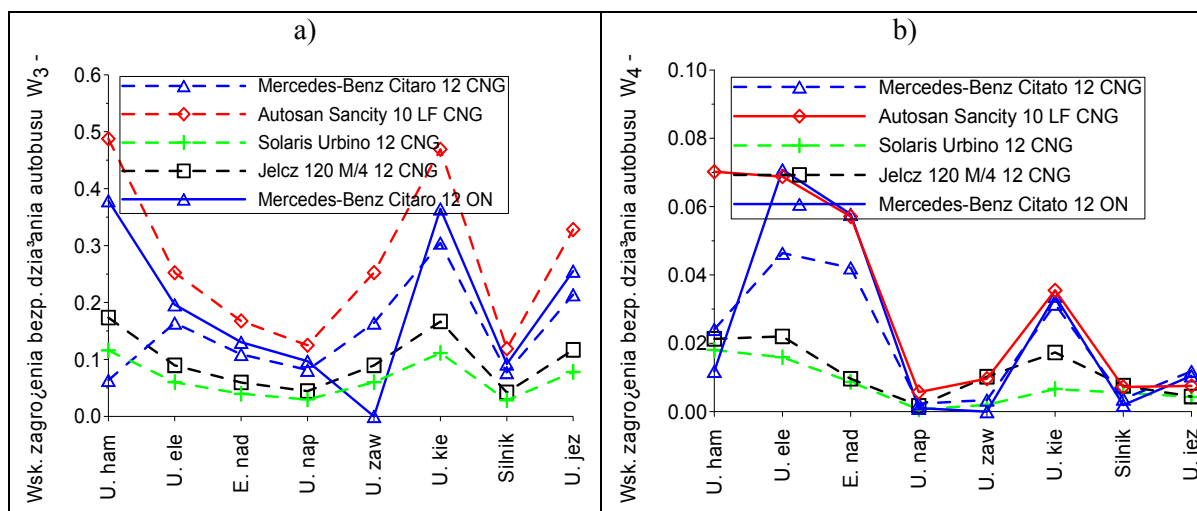 a)
Wsk. zagro¿enia bezp. dzia³ania autobusu W3 -
0.6
0.5
0.4
0.3
0.2
0.1
0.0
Mercedes-Benz Citaro 12 CNG
Autosan Sancity 10 LF CNG
Solaris Urbino 12 CNG
Jelcz 120 M/4 12 CNG
Mercedes-Benz Citaro 12 ON
U. ham
U. ele
E. nad
U. nap
U. zaw
U. kie
Silnik
U. jez
b)
Wsk. zagro¿enia bezp. dzia³ania autobusu W4 -
0.10
0.08
0.06
0.04
0.02
0.00
Mercedes-Benz Citato 12 CNG
Autosan Sancity 10 LF CNG
Solaris Urbino 12 CNG
Jelcz 120 M/4 12 CNG
Mercedes-Benz Citato 12 ON
U. ham
U. ele
E. nad
U. nap
U. zaw
U. kie
Silnik
U. jez